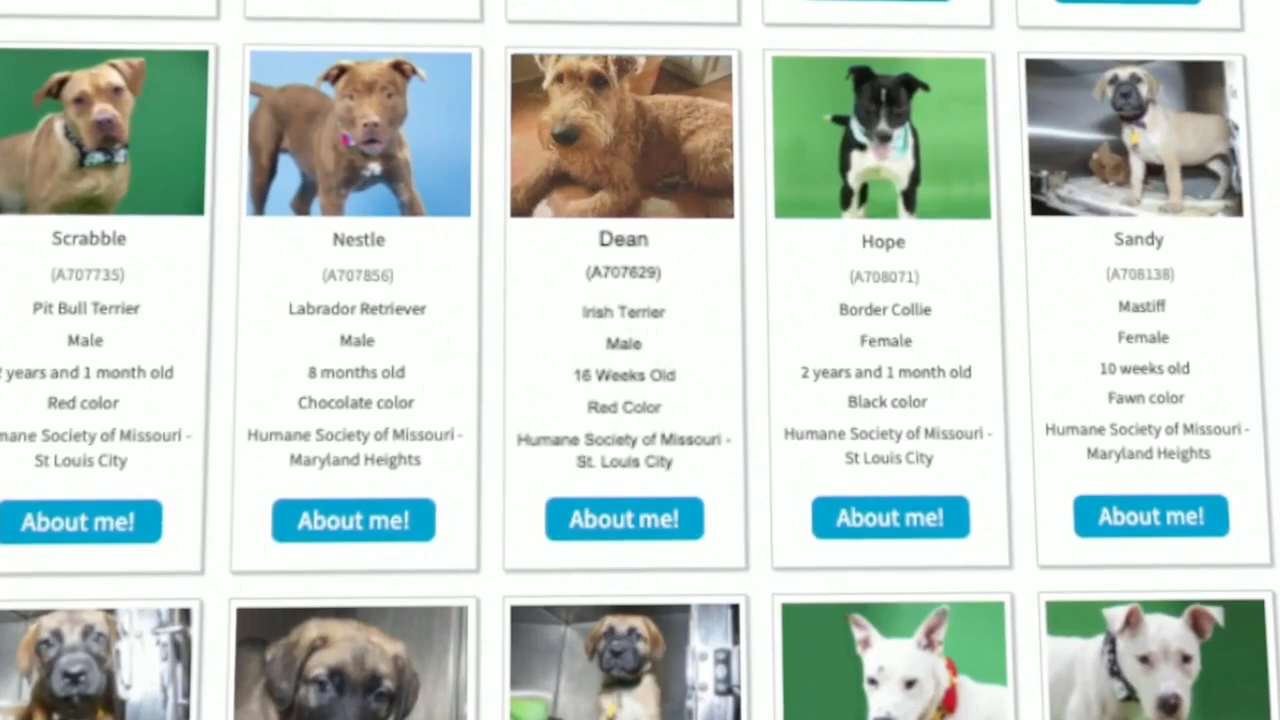 Scrabble
(A707735)
Pit Bull Terrier
Male
years and 1 month old
Red color
Society of Missouri -
St Louis City
About me!
Nestle
(A707856)
Labrador Retriever
Male
8 months old
Chocolate color
Humane Society of Missouri -
Maryland Heights
About me!
Dean
(A707629)
Irish Terrier
Male
16 Weeks Old
Red Color
Humane Society of Missouri -
St. Louis City
About me!
Hope
(A708071)
Border Collie
Female
2 years and 1 month old
Black color
Humane Society of Missouri -
St Louis City
About me!
Sandy
(A708138)
Mastiff
Female
10 weeks old
Fawn color
Humane Society of Missouri -
Maryland Heights
About me!